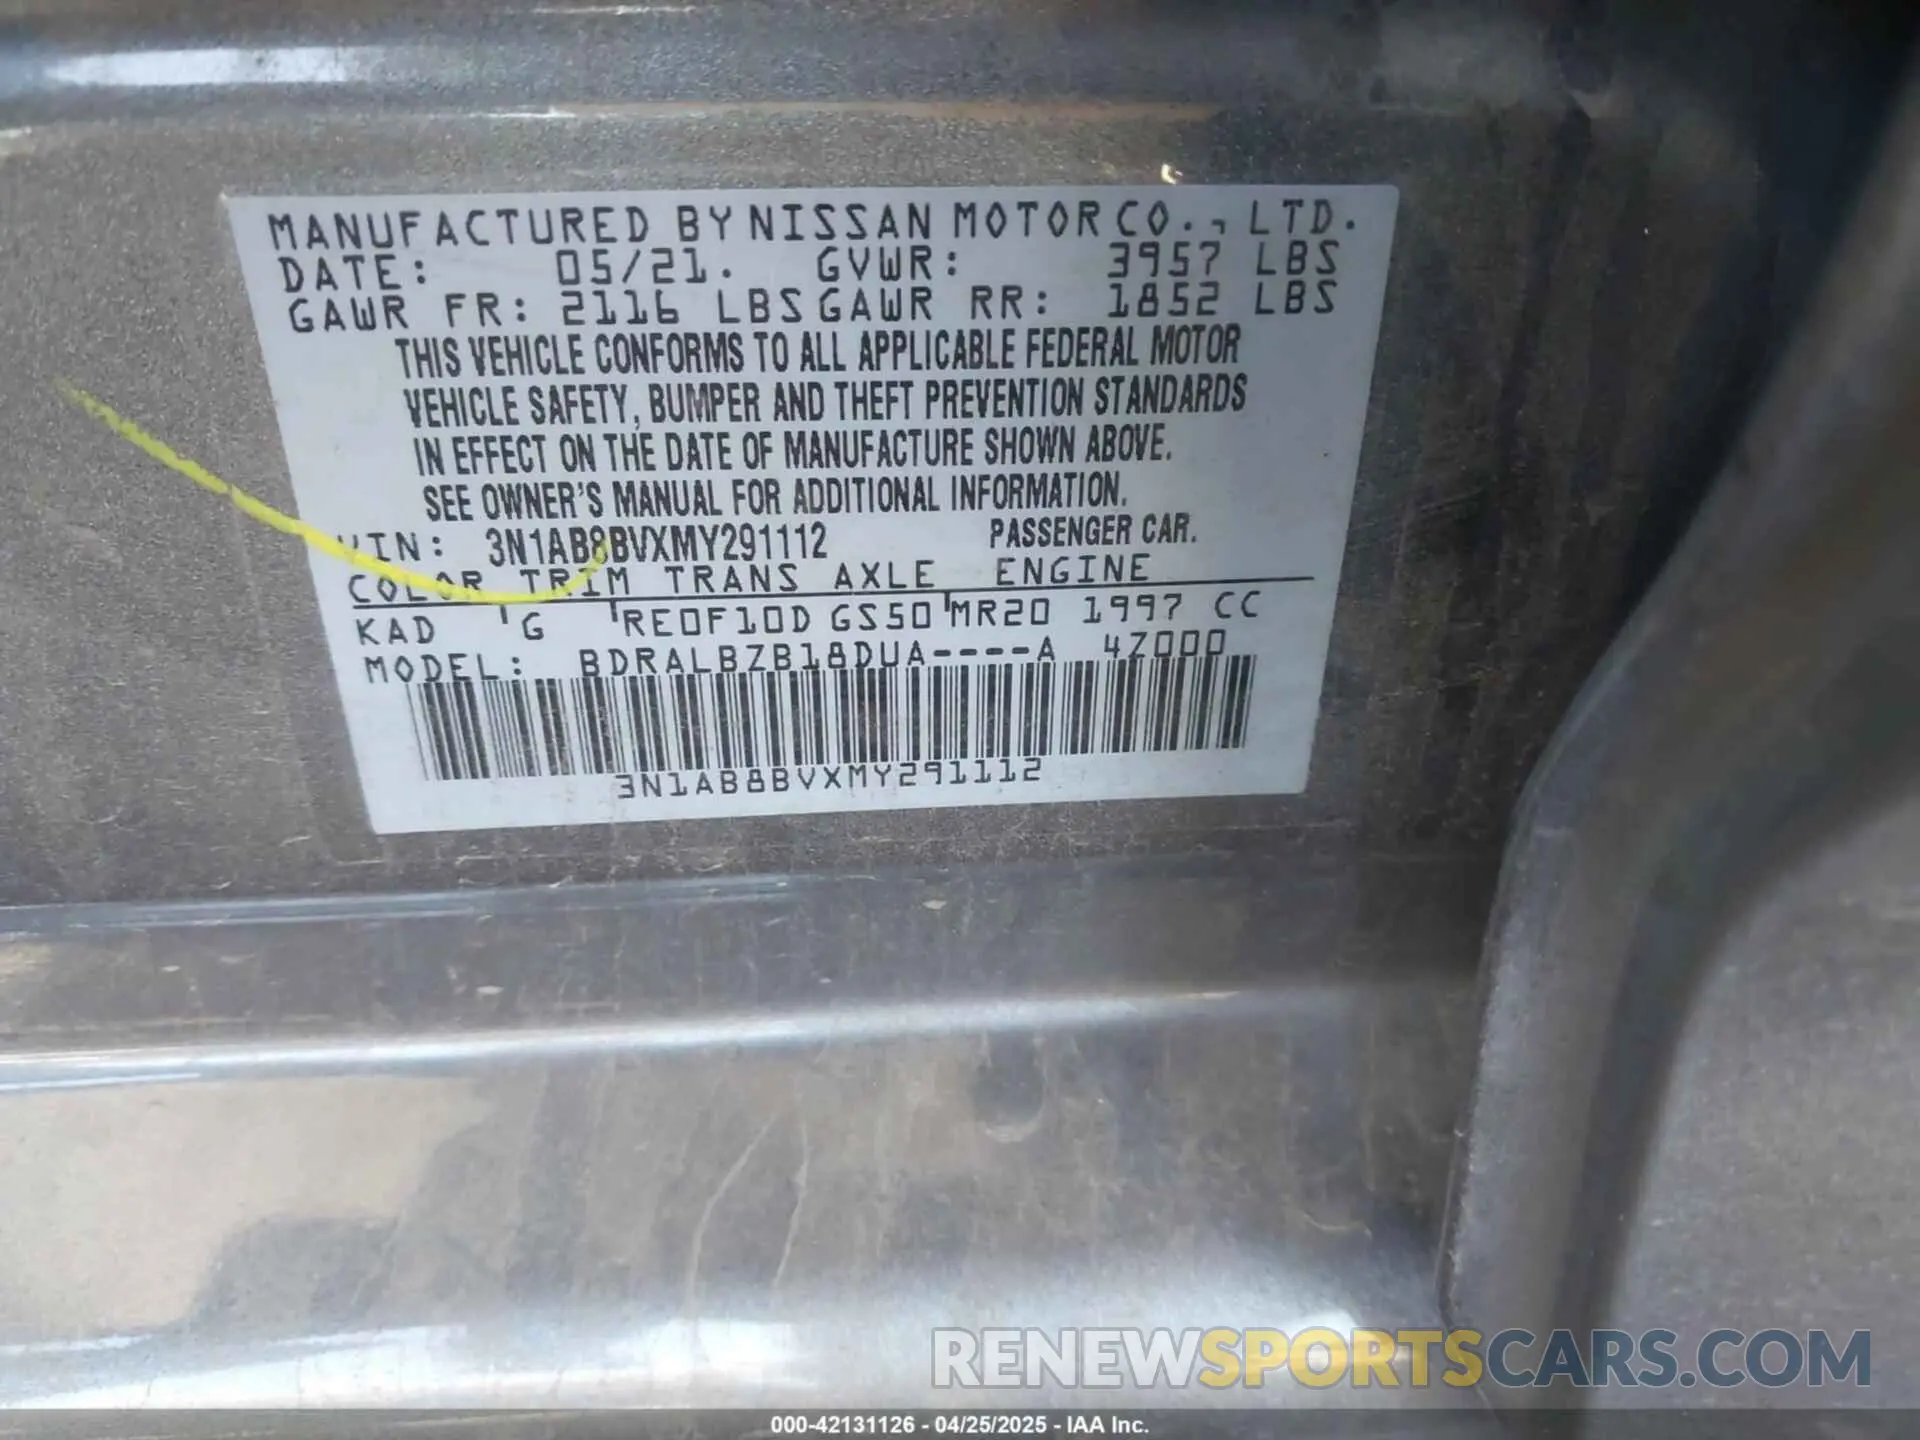 MANUFACTURED BY NISSAN MOTOR CO., LTD.
DATE: 05/21. GVWR: 3957 LBS
GAWR FR: 2116 LBS GAWR RR: 1852 LBS
THIS VEHICLE CONFORMS TO ALL APPLICABLE FEDERAL MOTOR
VEHICLE SAFETY, BUMPER AND THEFT PREVENTION STANDARDS
IN EFFECT ON THE DATE OF MANUFACTURE SHOWN ABOVE.
SEE OWNER'S MANUAL FOR ADDITIONAL INFORMATION.
VIN: 3N1AB8BVXMY291112 PASSENGER CAR.
COLOR TRIM TRANS AXLE ENGINE
KAD G RE0F10D GS50 MR20 1997 CC
MODEL: BDRALBZB18DUA----A 4Z000
3N1AB8BVXMY291112
RENEWSPORTSCARS.COM
000-42131126 - 04/25/2025 - IAA Inc.